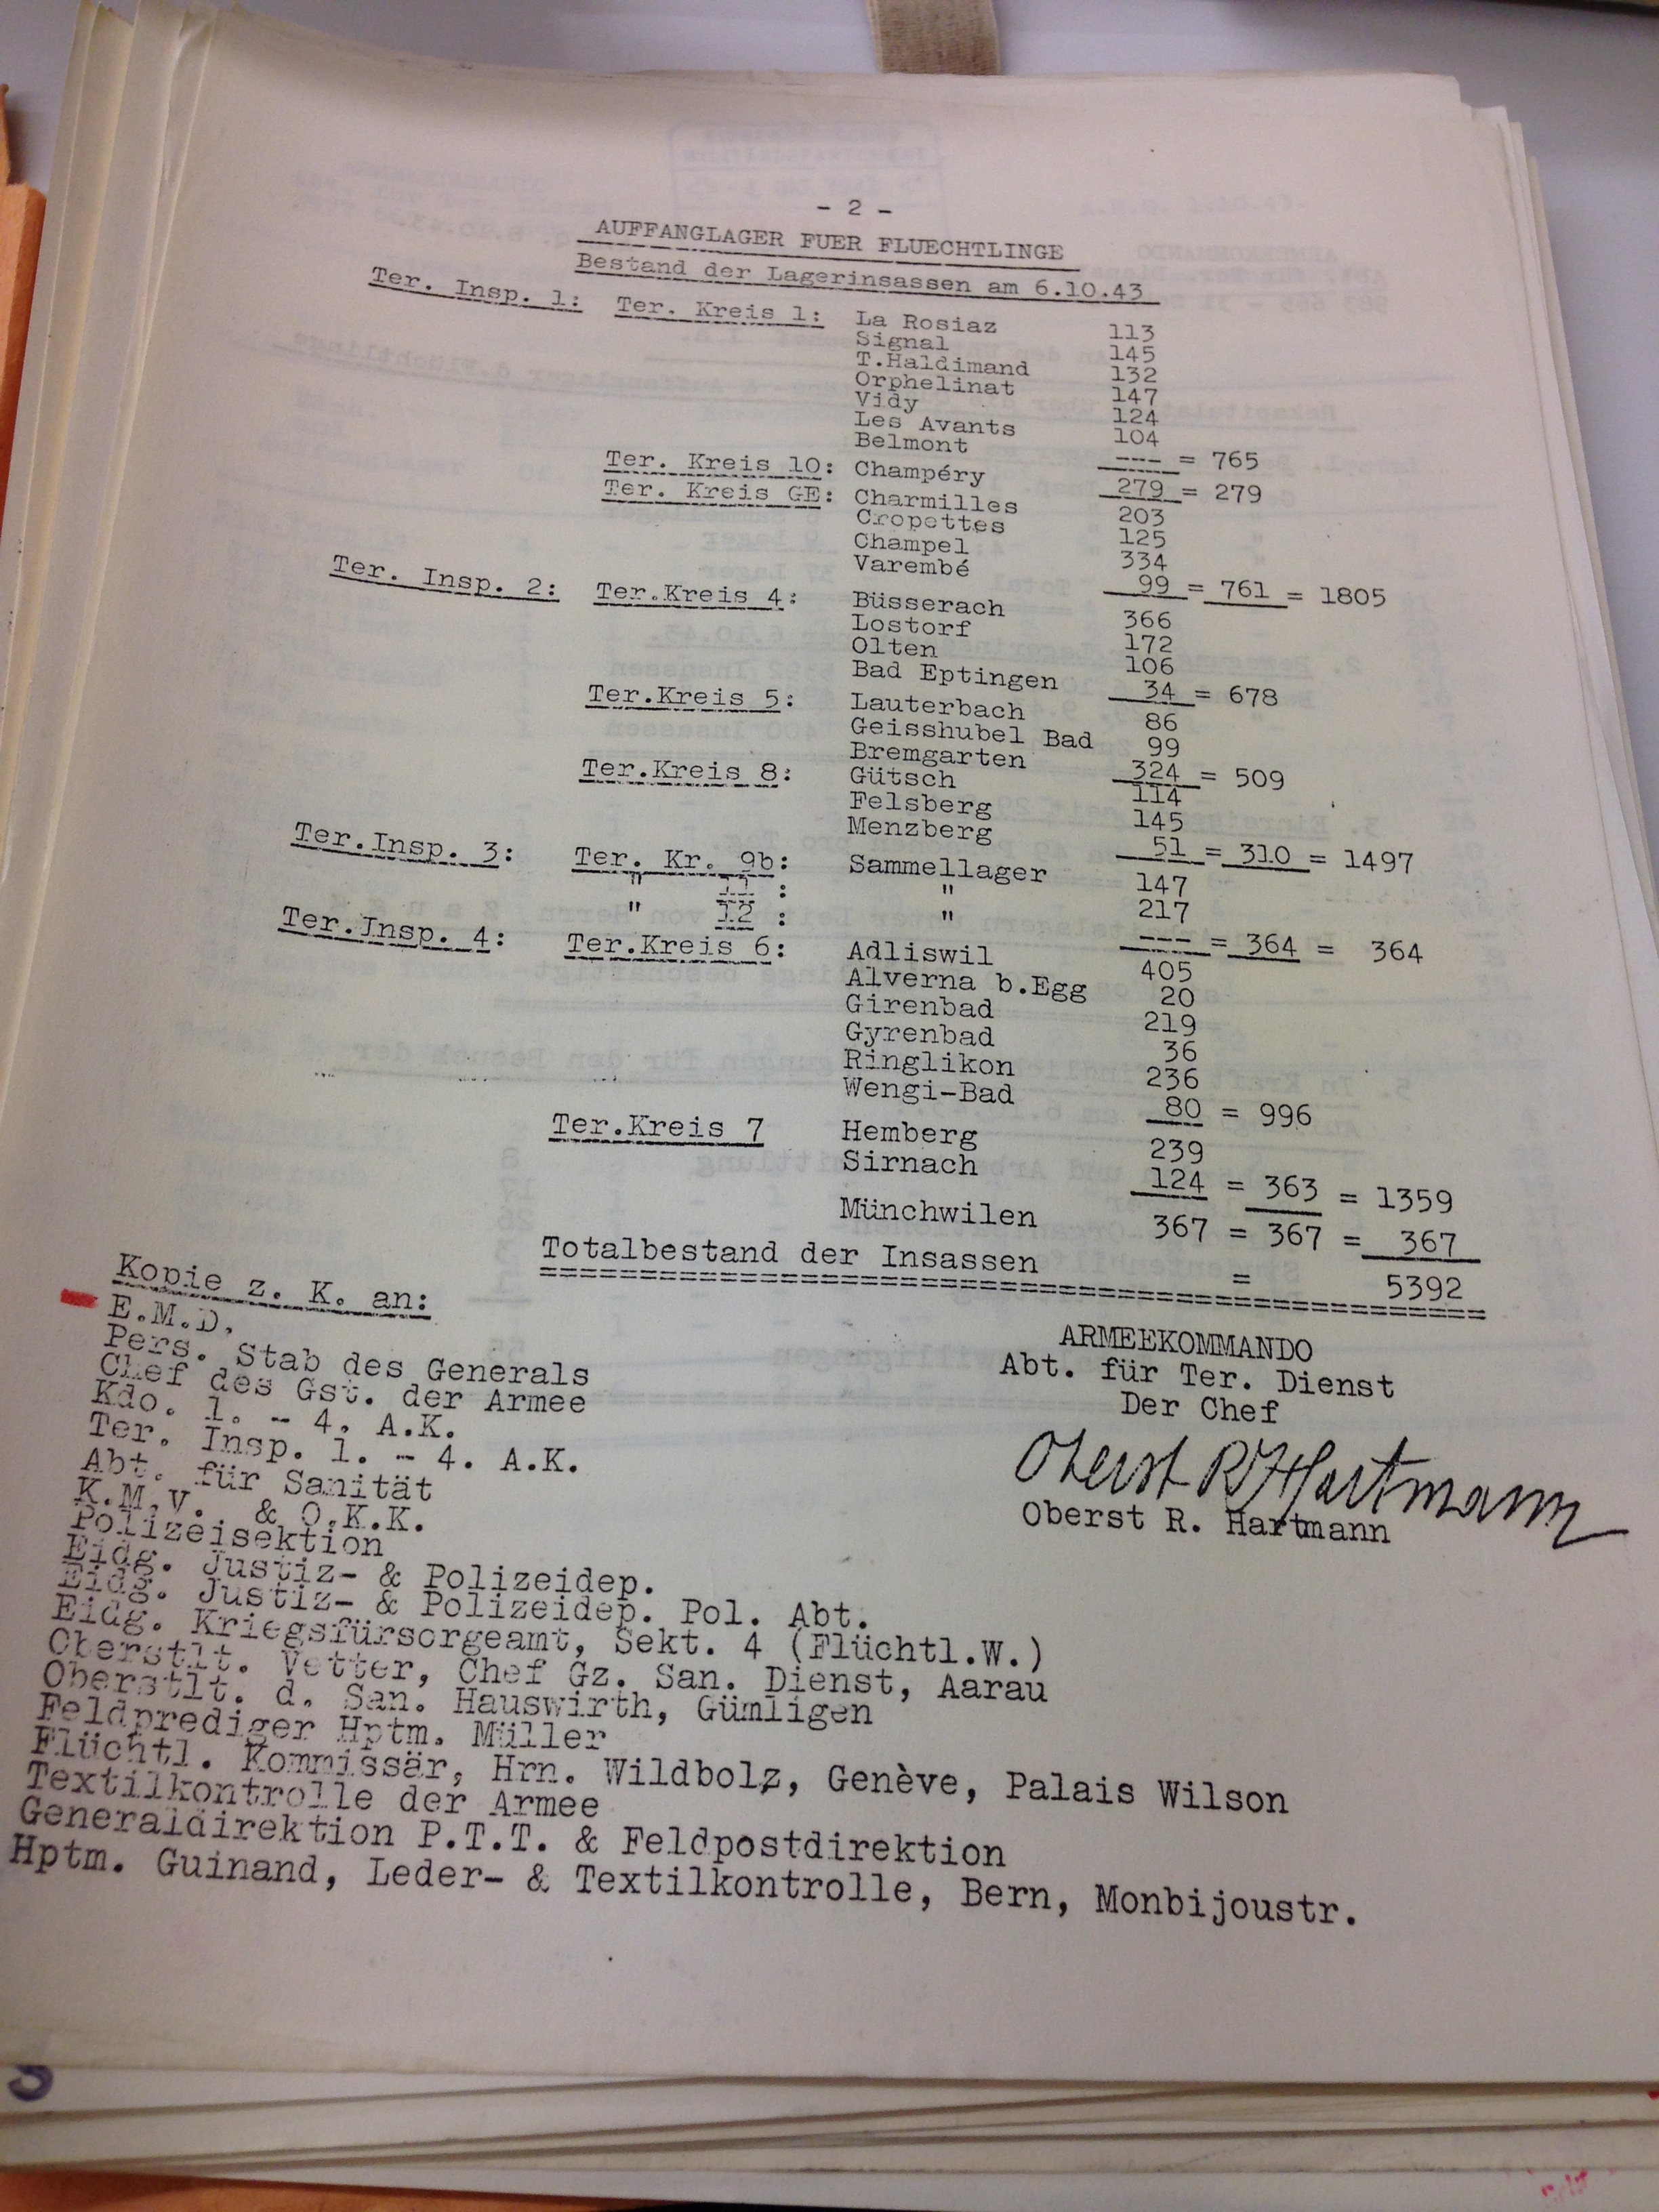 - 2 -
AUFFANGLAGER FUER FLUECHTLINGE
Bestand der Lagerinsassen am 6.10.43
Ter. Insp. 1: Ter. Kreis 1: La Rosiaz 113
Signal 145
T.Haldimand 132
Orphelinat 147
Vidy 124
Les Avants 104
Belmont --- = 765
Ter. Kreis 10: Champéry 279 = 279
Ter. Kreis GE: Charmilles 203
Cropettes 125
Champel 334
Varembé 99 = 761 = 1805
Ter. Insp. 2: Ter.Kreis 4: Büsserach 366
Lostorf 172
Olten 106
Bad Eptingen 34 = 678
Ter.Kreis 5: Lauterbach 86
Geisshubel Bad 99
Bremgarten 324 = 509
Ter.Kreis 8: Gütsch 114
Felsberg 145
Menzberg 51 = 310 = 1497
Ter.Insp. 3: Ter. Kr. 9b: Sammellager 147
" 11 : " 217
" 12 : " --- = 364 = 364
Ter.Insp. 4: Ter.Kreis 6: Adliswil 405
Alverna b.Egg 20
Girenbad 219
Gyrenbad 36
Ringlikon 236
Wengi-Bad 80 = 996
Ter.Kreis 7 Hemberg 239
Sirnach 124 = 363 = 1359
Münchwilen 367 = 367 = 367
Totalbestand der Insassen = 5392
Kopie z. K. an:
E.M.D.
Pers. Stab des Generals
Chef des Gst. der Armee
Kdo. 1. - 4. A.K.
Ter. Insp. 1. - 4. A.K.
Abt. für Sanität
K.M.V. & O.K.K.
Polizeisektion
Eidg. Justiz- & Polizeidep.
Eidg. Justiz- & Polizeidep. Pol. Abt.
Eidg. Kriegsfürsorgeamt, Sekt. 4 (Flüchtl.W.)
Oberstlt. Vetter, Chef Gz. San. Dienst, Aarau
Oberstlt. d. San. Hauswirth, Gümligen
Feldprediger Hptm. Müller
Flüchtl. Kommissär, Hrn. Wildbolz, Genève, Palais Wilson
Textilkontrolle der Armee
Generaldirektion P.T.T. & Feldpostdirektion
Hptm. Guinand, Leder- & Textilkontrolle, Bern, Monbijoustr.
ARMEEKOMMANDO
Abt. für Ter. Dienst
Der Chef
Oberst R Hartmann
Oberst R. Hartmann